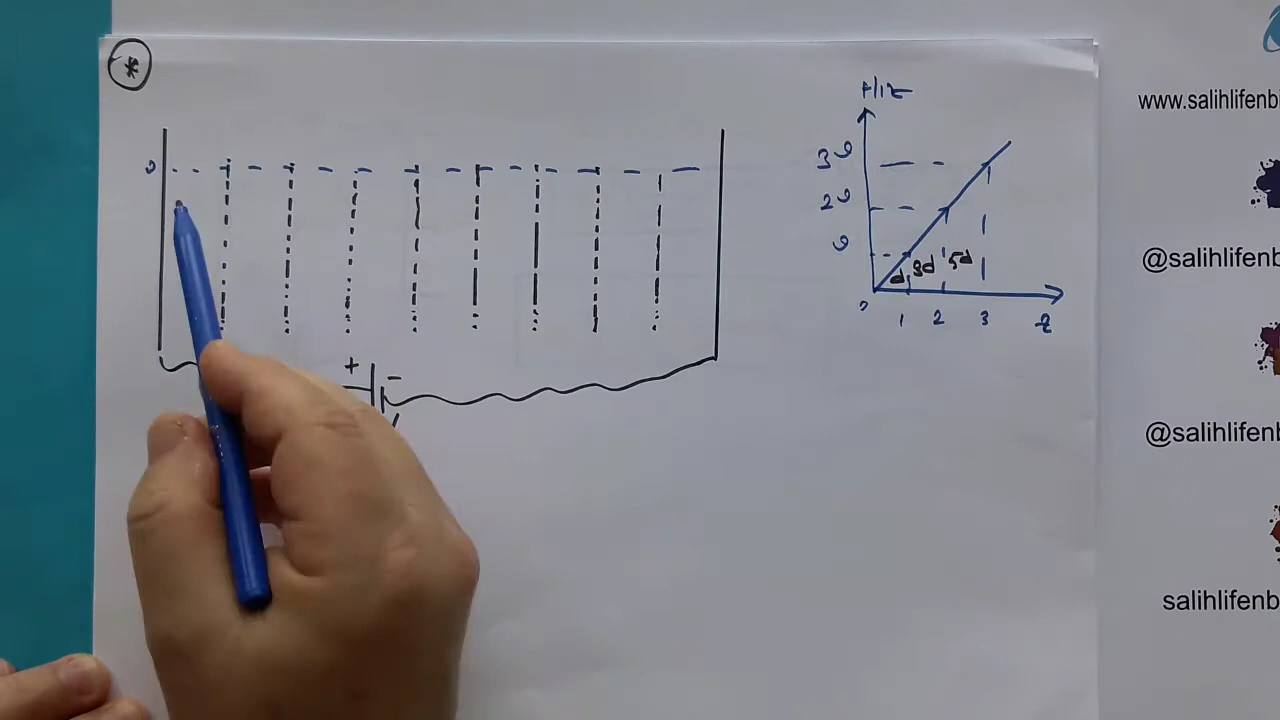 *
Hız
3ϑ
2ϑ
ϑ
d 3d 5d
0
1 2 3 t
+ -
V
www.salihlifenb
@salihlifenb
@salihlifenb
salihlifenb